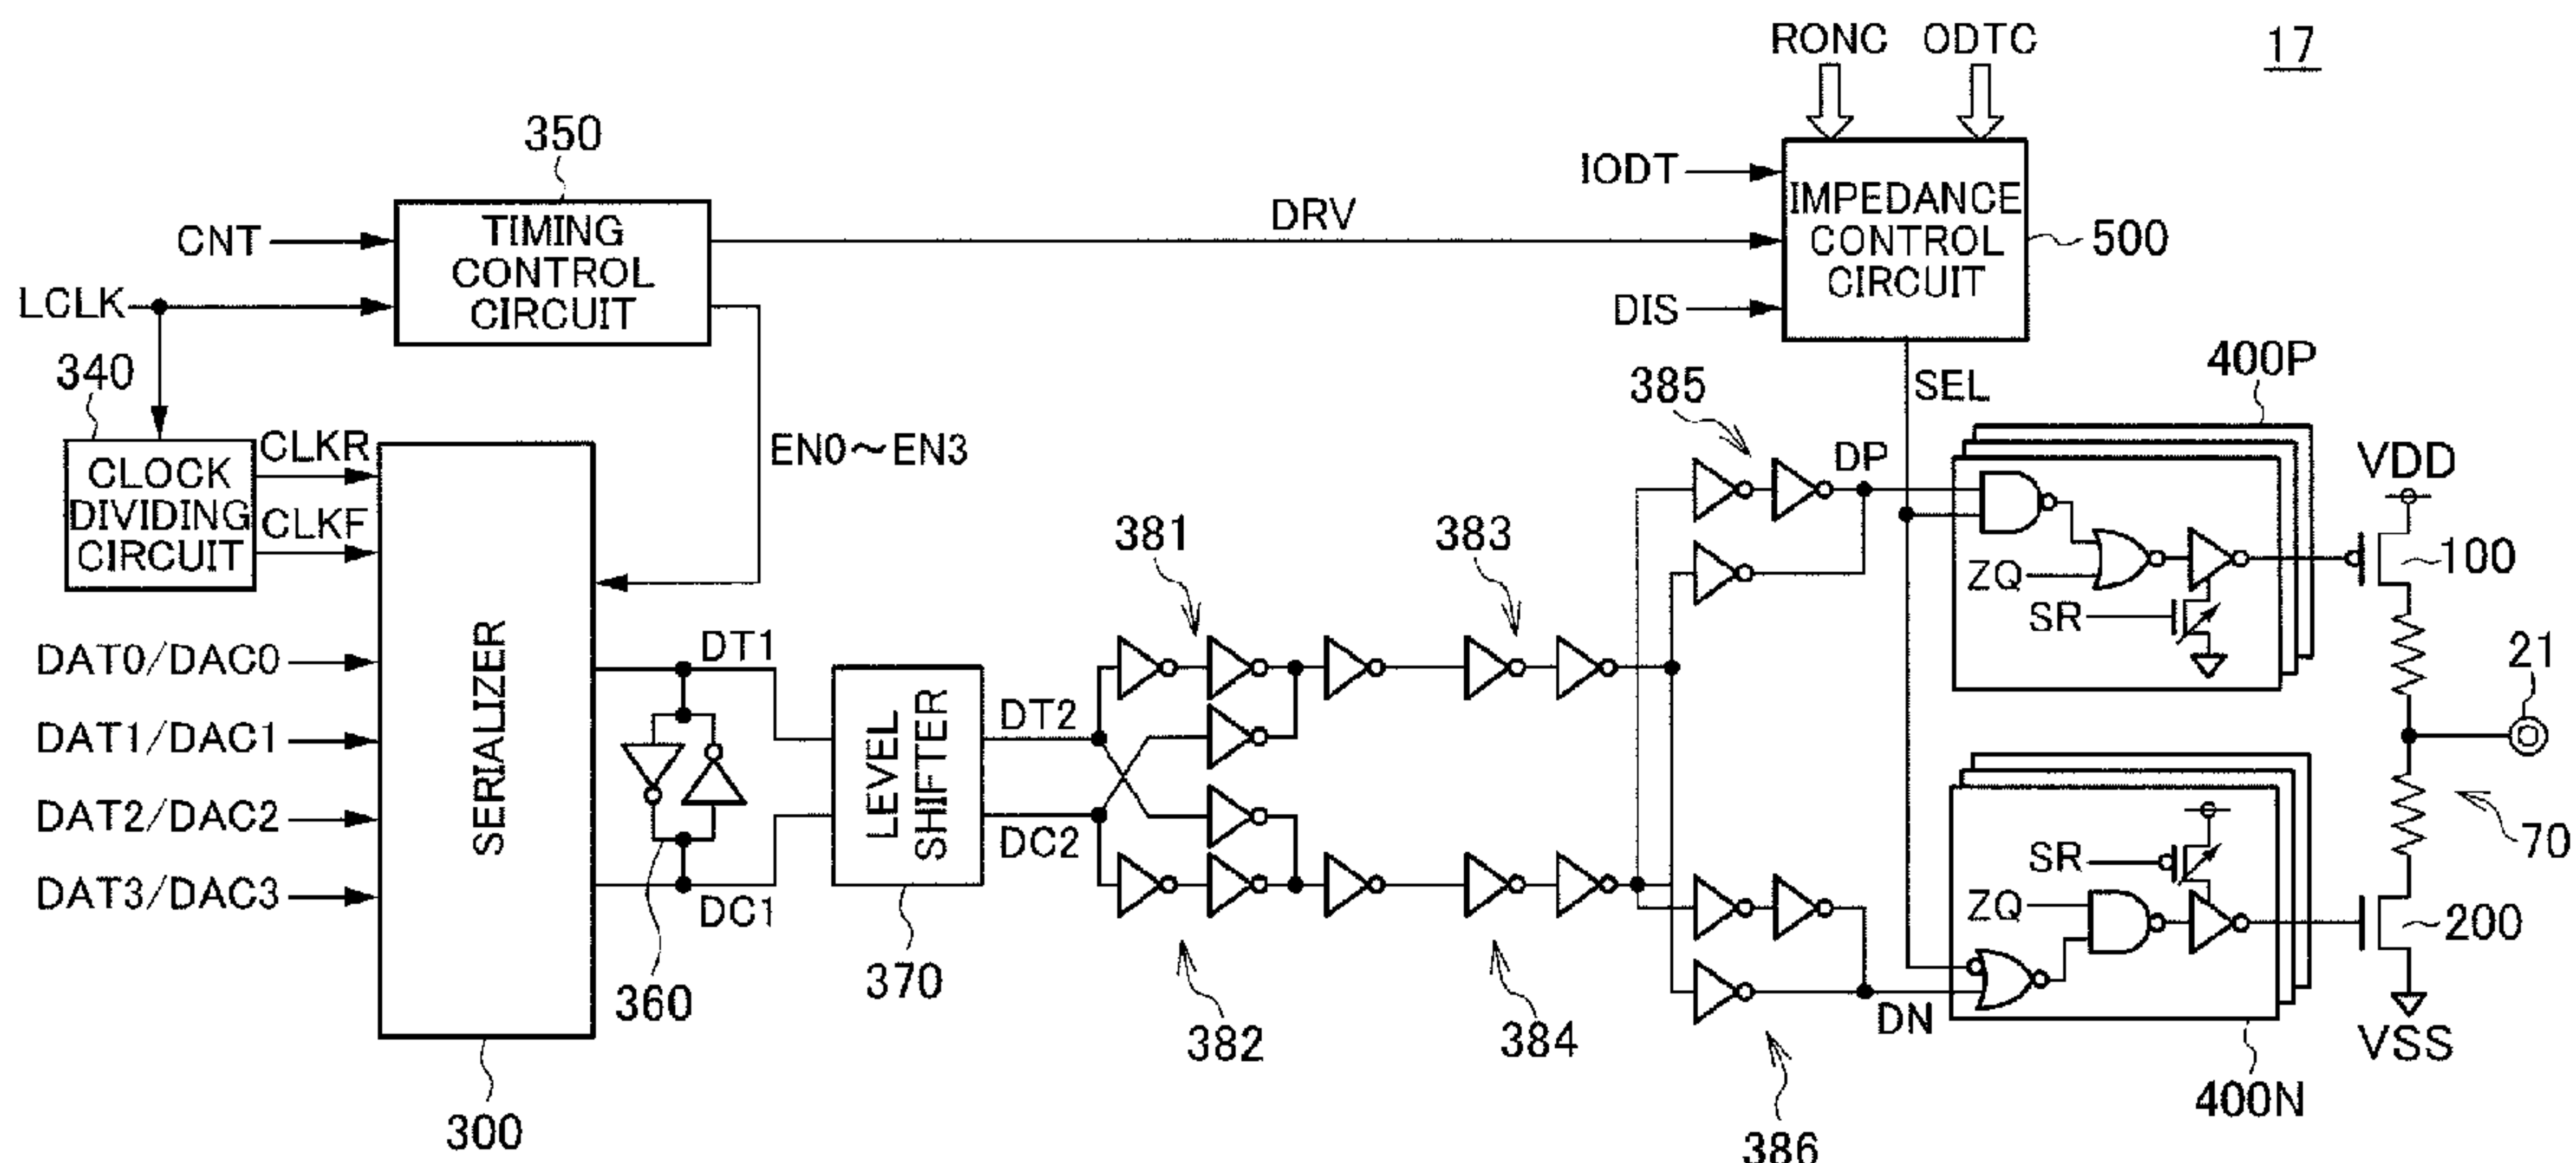 RONC ODTC
17
350
IODT
IMPEDANCE
CONTROL
CIRCUIT
500
CNT
TIMING
CONTROL
CIRCUIT
DRV
LCLK
DIS
340
400P
385
SEL
CLKR
EN0～EN3
DP
VDD
CLOCK
DIVIDING
CIRCUIT
CLKF
381
383
100
ZQ
SR
SERIALIZER
DT1
21
DAT0/DAC0
DAT1/DAC1
LEVEL
SHIFTER
DT2
DAT2/DAC2
DC2
70
SR
DAT3/DAC3
DC1
ZQ
200
360
370
382
384
DN
VSS
300
386
400N